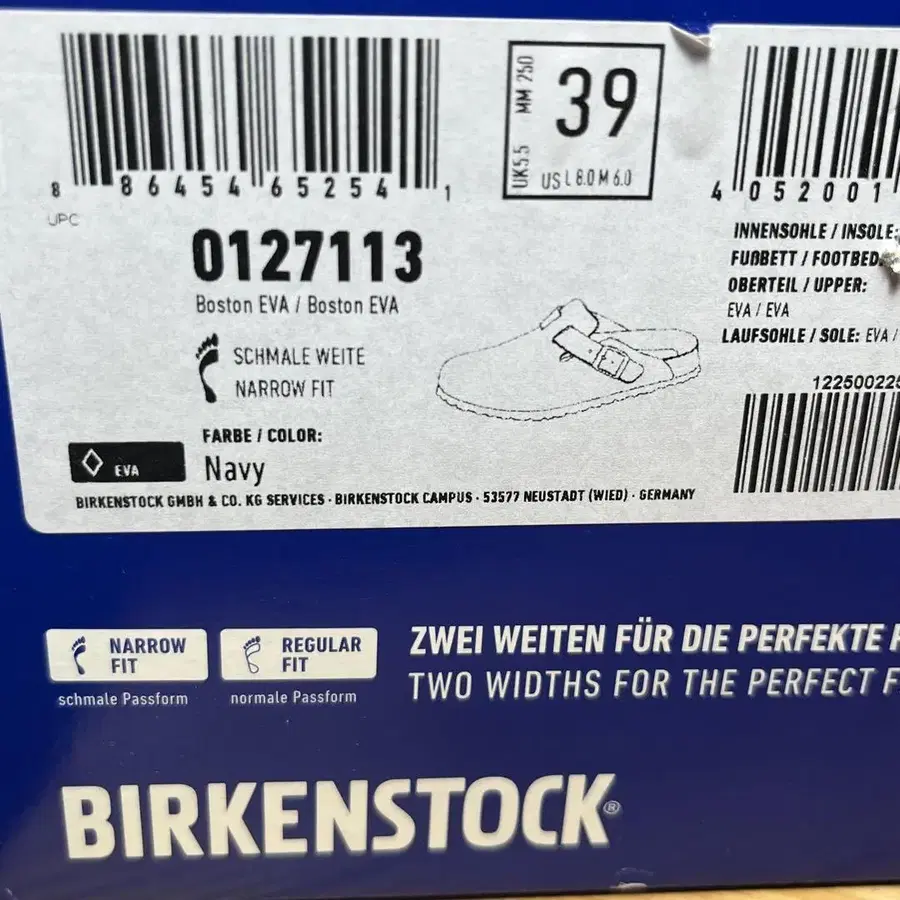 8 86454 65254 1
UPC
0127113
Boston EVA / Boston EVA
SCHMALE WEITE
NARROW FIT
FARBE / COLOR:
Navy
EVA
BIRKENSTOCK GMBH & CO. KG SERVICES · BIRKENSTOCK CAMPUS · 53577 NEUSTADT (WIED) · GERMANY
UK5.5 MM 250
39
US L 8.0 M 6.0
4 052001
INNENSOHLE / INSOLE:
FUßBETT / FOOTBED
OBERTEIL / UPPER:
EVA / EVA
LAUFSOHLE / SOLE: EVA /
122500225
NARROW FIT
schmale Passform
REGULAR FIT
normale Passform
ZWEI WEITEN FÜR DIE PERFEKTE
TWO WIDTHS FOR THE PERFECT
BIRKENSTOCK®